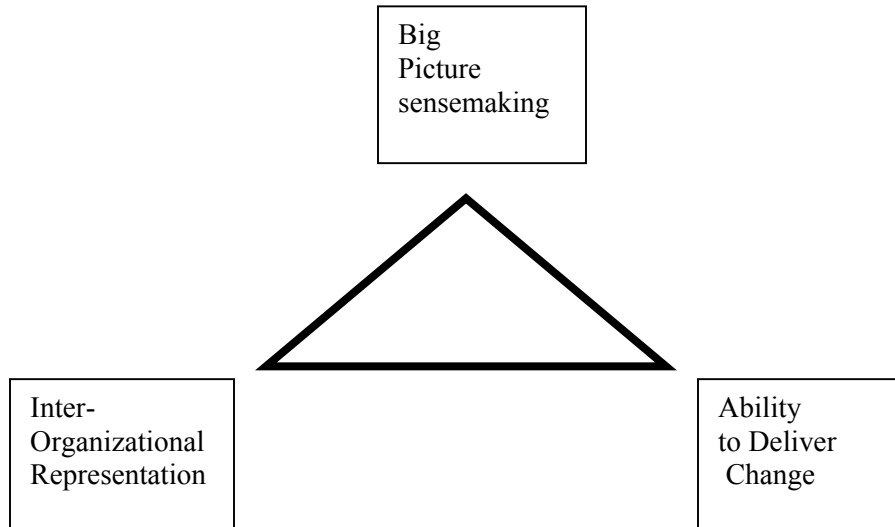 Big
Picture
sensemaking
Inter-
Organizational
Representation
Ability
to Deliver
Change